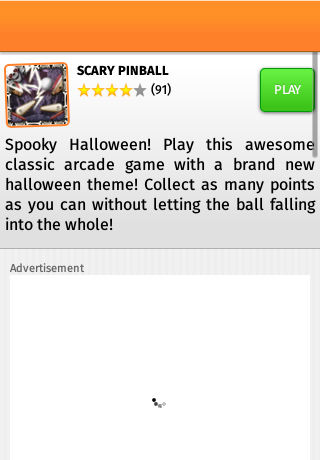 SCARY PINBALL
(91)
PLAY
Spooky Halloween! Play this awesome
classic arcade game with a brand new
halloween theme! Collect as many points
as you can without letting the ball falling
into the whole!
Advertisement